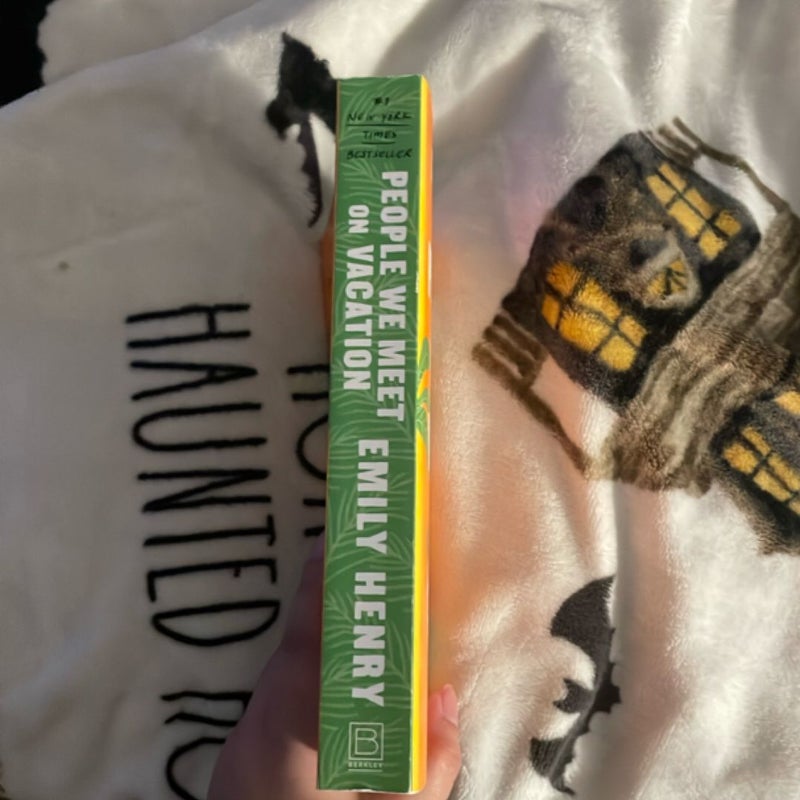 #1
NEW YORK
TIMES
BESTSELLER
PEOPLE WE MEET
ON VACATION
EMILY HENRY
B
BERKLEY
HAUNTED